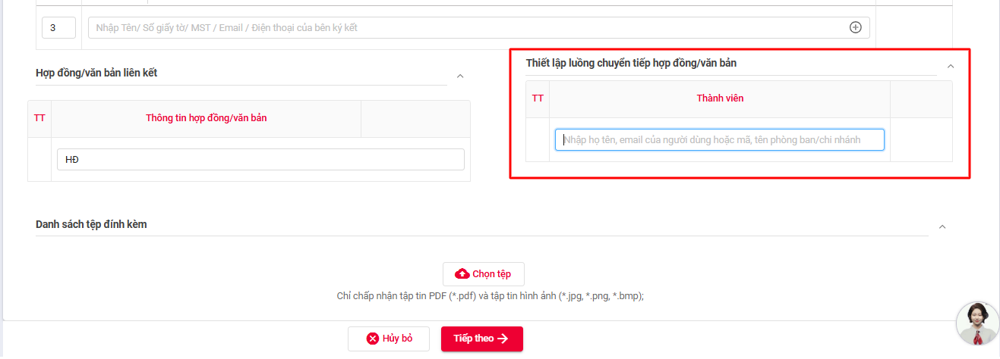 3
Nhập Tên/ Số giấy tờ/ MST / Email / Điện thoại của bên ký kết
Hợp đồng/văn bản liên kết
TT
Thông tin hợp đồng/văn bản
HĐ
Thiết lập luồng chuyển tiếp hợp đồng/văn bản
TT
Thành viên
Nhập họ tên, email của người dùng hoặc mã, tên phòng ban/chi nhánh
Danh sách tệp đính kèm
Chọn tệp
Chỉ chấp nhận tập tin PDF (*.pdf) và tập tin hình ảnh (*.jpg, *.png, *.bmp);
Hủy bỏ
Tiếp theo